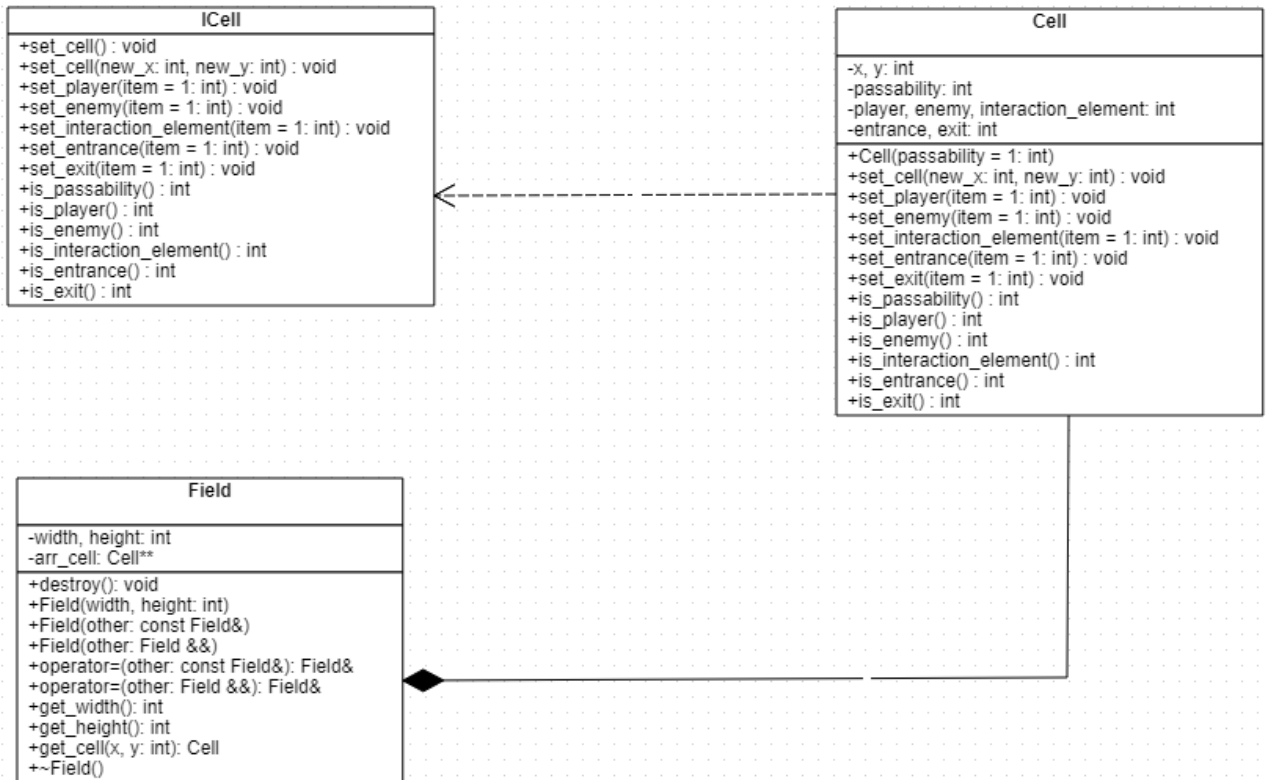 ICell
+set_cell() : void
+set_cell(new_x: int, new_y: int) : void
+set_player(item = 1: int) : void
+set_enemy(item = 1: int) : void
+set_interaction_element(item = 1: int) : void
+set_entrance(item = 1: int) : void
+set_exit(item = 1: int) : void
+is_passability() : int
+is_player() : int
+is_enemy() : int
+is_interaction_element() : int
+is_entrance() : int
+is_exit() : int
Cell
-x, y: int
-passability: int
-player, enemy, interaction_element: int
-entrance, exit: int
+Cell(passability = 1: int)
+set_cell(new_x: int, new_y: int) : void
+set_player(item = 1: int) : void
+set_enemy(item = 1: int) : void
+set_interaction_element(item = 1: int) : void
+set_entrance(item = 1: int) : void
+set_exit(item = 1: int) : void
+is_passability() : int
+is_player() : int
+is_enemy() : int
+is_interaction_element() : int
+is_entrance() : int
+is_exit() : int
Field
-width, height: int
-arr_cell: Cell**
+destroy(): void
+Field(width, height: int)
+Field(other: const Field&)
+Field(other: Field &&)
+operator=(other: const Field&): Field&
+operator=(other: Field &&): Field&
+get_width(): int
+get_height(): int
+get_cell(x, y: int): Cell
+~Field()